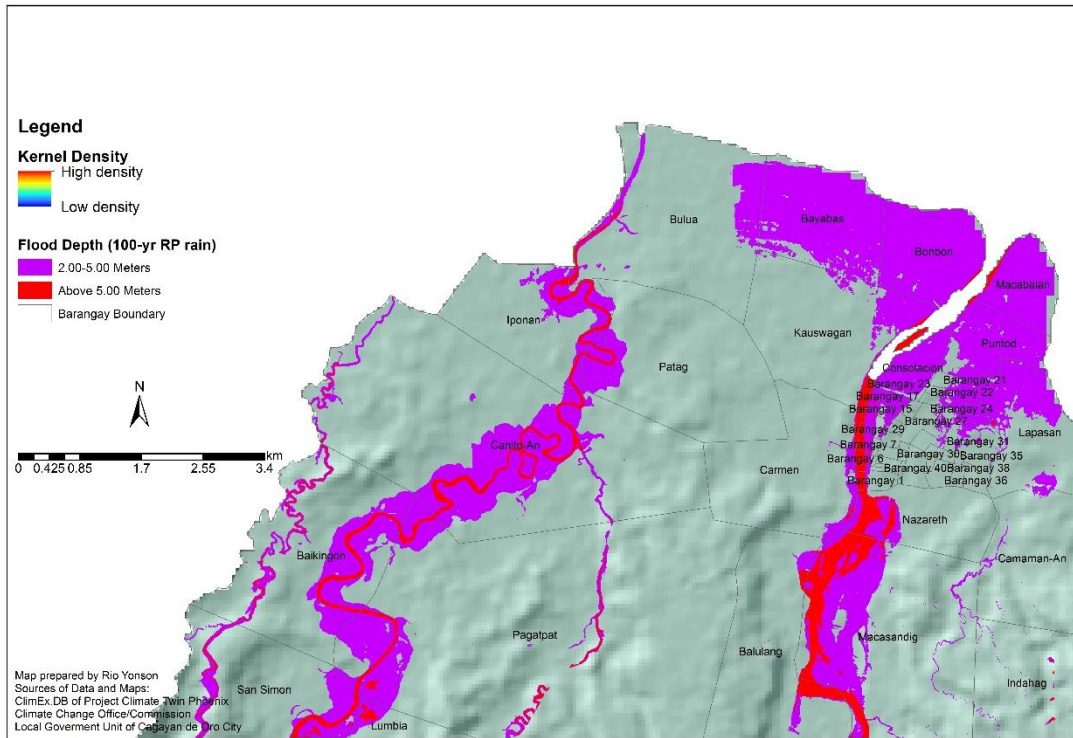 Legend
Kernel Density
High density
Low density
Flood Depth (100-yr RP rain)
2.00-5.00 Meters
Above 5.00 Meters
Barangay Boundary
N
km
0 0.425 0.85 1.7 2.55 3.4
Map prepared by Rio Yonson
Sources of Data and Maps:
ClimEx.DB of Project Climate Twin Phoenix
Climate Change Office/Commission
Local Goverment Unit of Cagayan de Oro City
Bulua
Bayabas
Bonbon
Macabalan
Iponan
Kauswagan
Puntod
Patag
Consolacion
Barangay 23
Barangay 21
Barangay 17
Barangay 22
Barangay 15
Barangay 24
Barangay 27
Barangay 29
Lapasan
Canito-An
Barangay 7
Barangay 31
Barangay 6
Barangay 30
Barangay 35
Carmen
Barangay 40
Barangay 38
Barangay 1
Barangay 36
Nazareth
Baikingon
Camaman-An
Pagatpat
Balulang
Macasandig
San Simon
Indahag
Lumbia